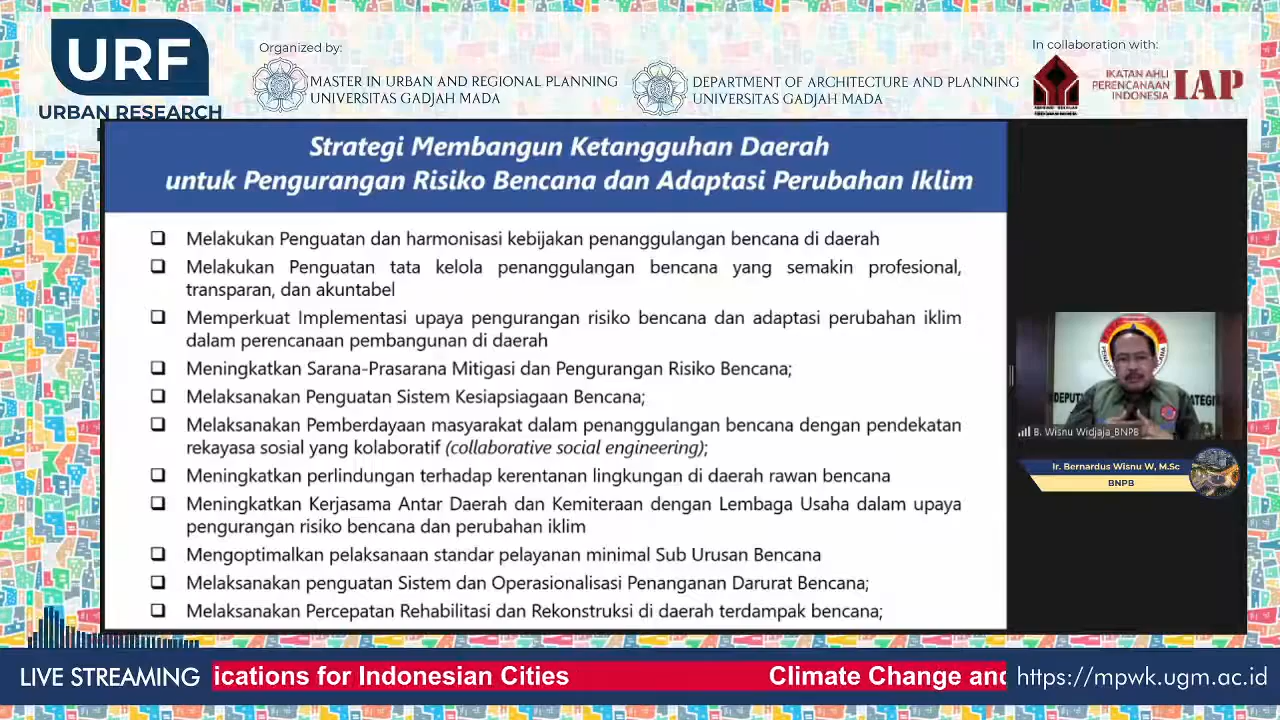 URF
URBAN RESEARCH
Organized by:
MASTER IN URBAN AND REGIONAL PLANNING
UNIVERSITAS GADJAH MADA
DEPARTMENT OF ARCHITECTURE AND PLANNING
UNIVERSITAS GADJAH MADA
In collaboration with:
IKATAN AHLI
PERENCANAAN
INDONESIA
IAP
Strategi Membangun Ketangguhan Daerah
untuk Pengurangan Risiko Bencana dan Adaptasi Perubahan Iklim
Melakukan Penguatan dan harmonisasi kebijakan penanggulangan bencana di daerah
Melakukan Penguatan tata kelola penanggulangan bencana yang semakin profesional,
transparan, dan akuntabel
Memperkuat Implementasi upaya pengurangan risiko bencana dan adaptasi perubahan iklim
dalam perencanaan pembangunan di daerah
Meningkatkan Sarana-Prasarana Mitigasi dan Pengurangan Risiko Bencana;
Melaksanakan Penguatan Sistem Kesiapsiagaan Bencana;
Melaksanakan Pemberdayaan masyarakat dalam penanggulangan bencana dengan pendekatan
rekayasa sosial yang kolaboratif (collaborative social engineering);
Meningkatkan perlindungan terhadap kerentanan lingkungan di daerah rawan bencana
Meningkatkan Kerjasama Antar Daerah dan Kemiteraan dengan Lembaga Usaha dalam upaya
pengurangan risiko bencana dan perubahan iklim
Mengoptimalkan pelaksanaan standar pelayanan minimal Sub Urusan Bencana
Melaksanakan penguatan Sistem dan Operasionalisasi Penanganan Darurat Bencana;
Melaksanakan Percepatan Rehabilitasi dan Rekonstruksi di daerah terdampak bencana;
B. Wisnu Widjaja_BNPB
Ir. Bernardus Wisnu W, M.Sc
BNPB
LIVE STREAMING
ications for Indonesian Cities
Climate Change and
https://mpwk.ugm.ac.id